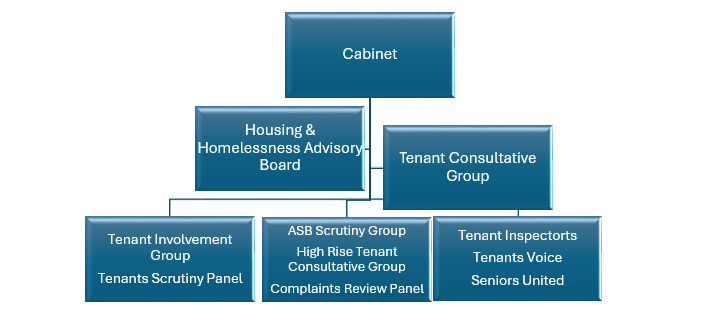 Cabinet
Housing &
Homelessness Advisory
Board
Tenant Consultative
Group
Tenant Involvement
Group
Tenants Scrutiny Panel
ASB Scrutiny Group
High Rise Tenant
Consultative Group
Complaints Review Panel
Tenant Inspectorts
Tenants Voice
Seniors United